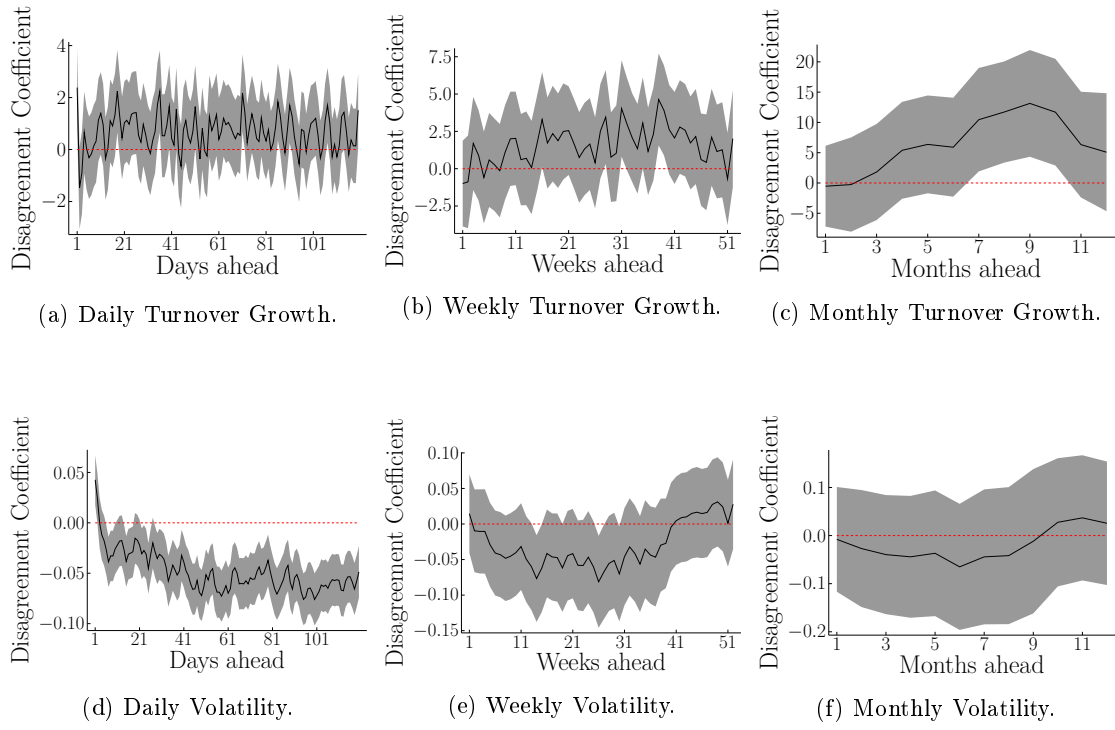 Disagreement Coefficient
4
2
0
−2
1 21 41 61 81 101
Days ahead
(a) Daily Turnover Growth.
Disagreement Coefficient
7.5
5.0
2.5
0.0
−2.5
1 11 21 31 41 51
Weeks ahead
(b) Weekly Turnover Growth.
Disagreement Coefficient
20
15
10
5
0
−5
1 3 5 7 9 11
Months ahead
(c) Monthly Turnover Growth.
Disagreement Coefficient
0.05
0.00
−0.05
−0.10
1 21 41 61 81 101
Days ahead
(d) Daily Volatility.
Disagreement Coefficient
0.10
0.05
0.00
−0.05
−0.10
−0.15
1 11 21 31 41 51
Weeks ahead
(e) Weekly Volatility.
Disagreement Coefficient
0.1
0.0
−0.1
−0.2
1 3 5 7 9 11
Months ahead
(f) Monthly Volatility.